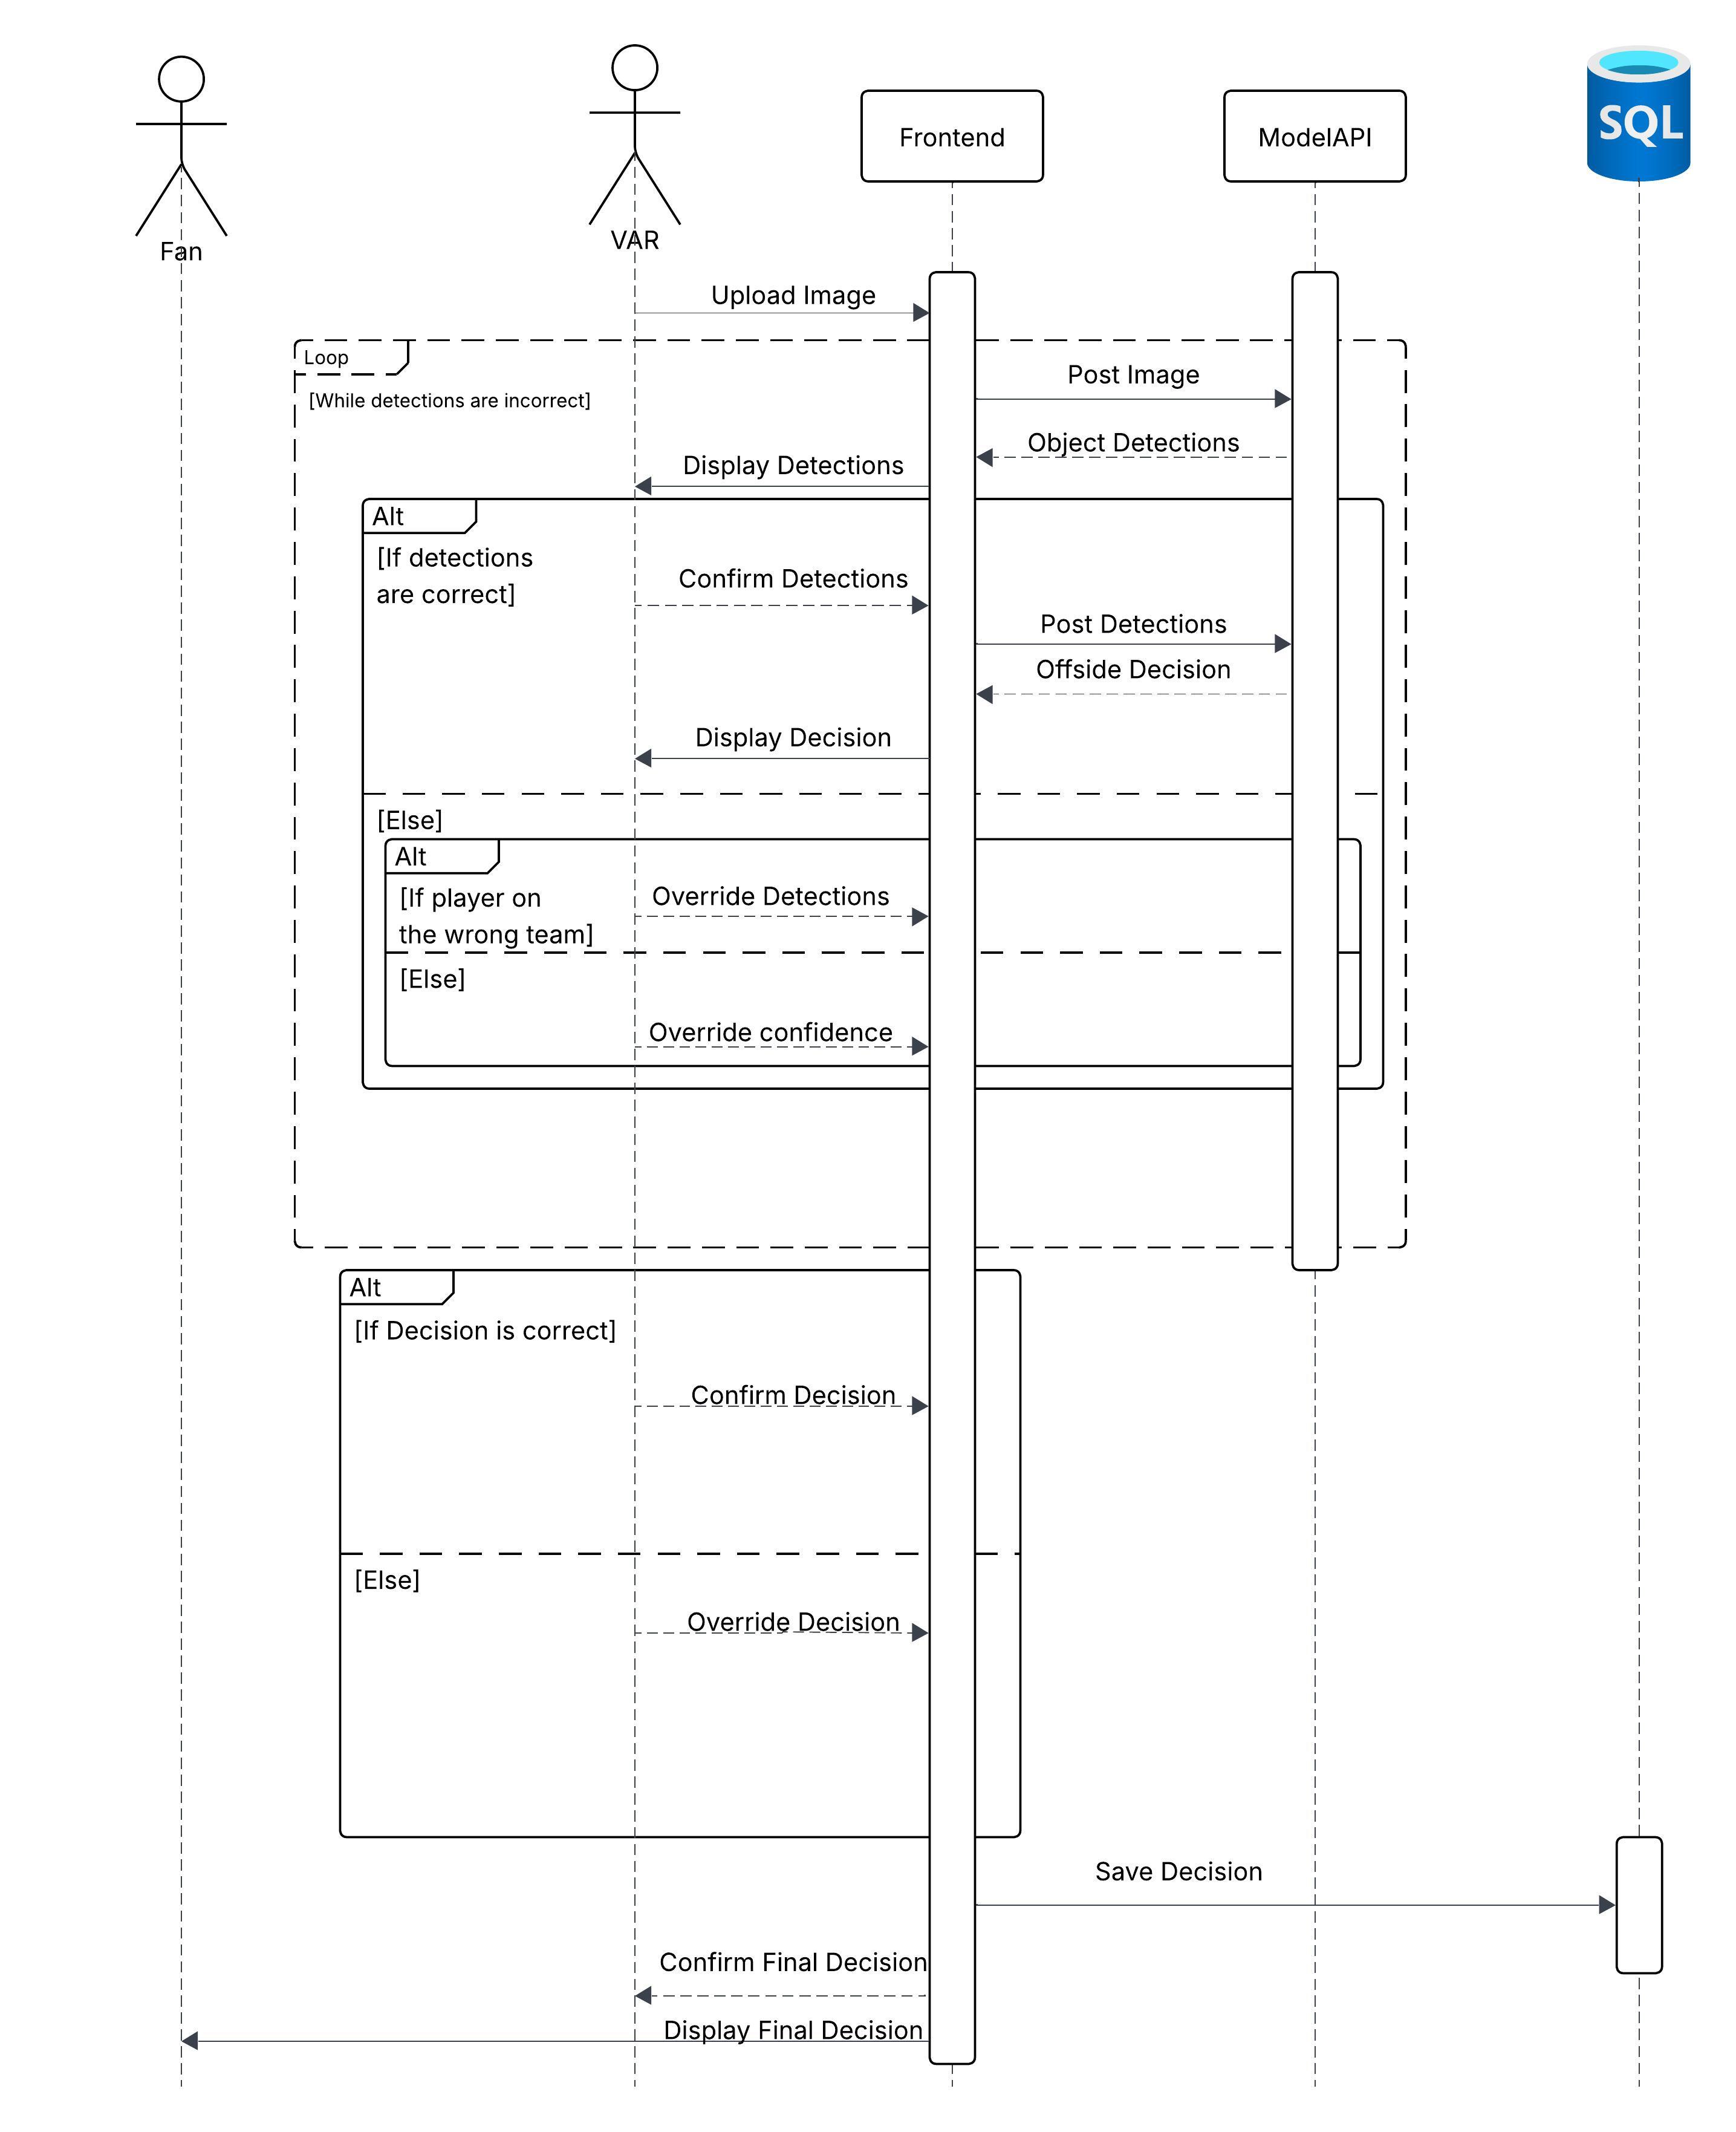 Fan
VAR
Frontend
ModelAPI
SQL
Upload Image
Loop
[While detections are incorrect]
Post Image
Object Detections
Display Detections
Alt
[If detections
are correct]
Confirm Detections
Post Detections
Offside Decision
Display Decision
[Else]
Alt
[If player on
the wrong team]
Override Detections
[Else]
Override confidence
Alt
[If Decision is correct]
Confirm Decision
[Else]
Override Decision
Save Decision
Confirm Final Decision
Display Final Decision